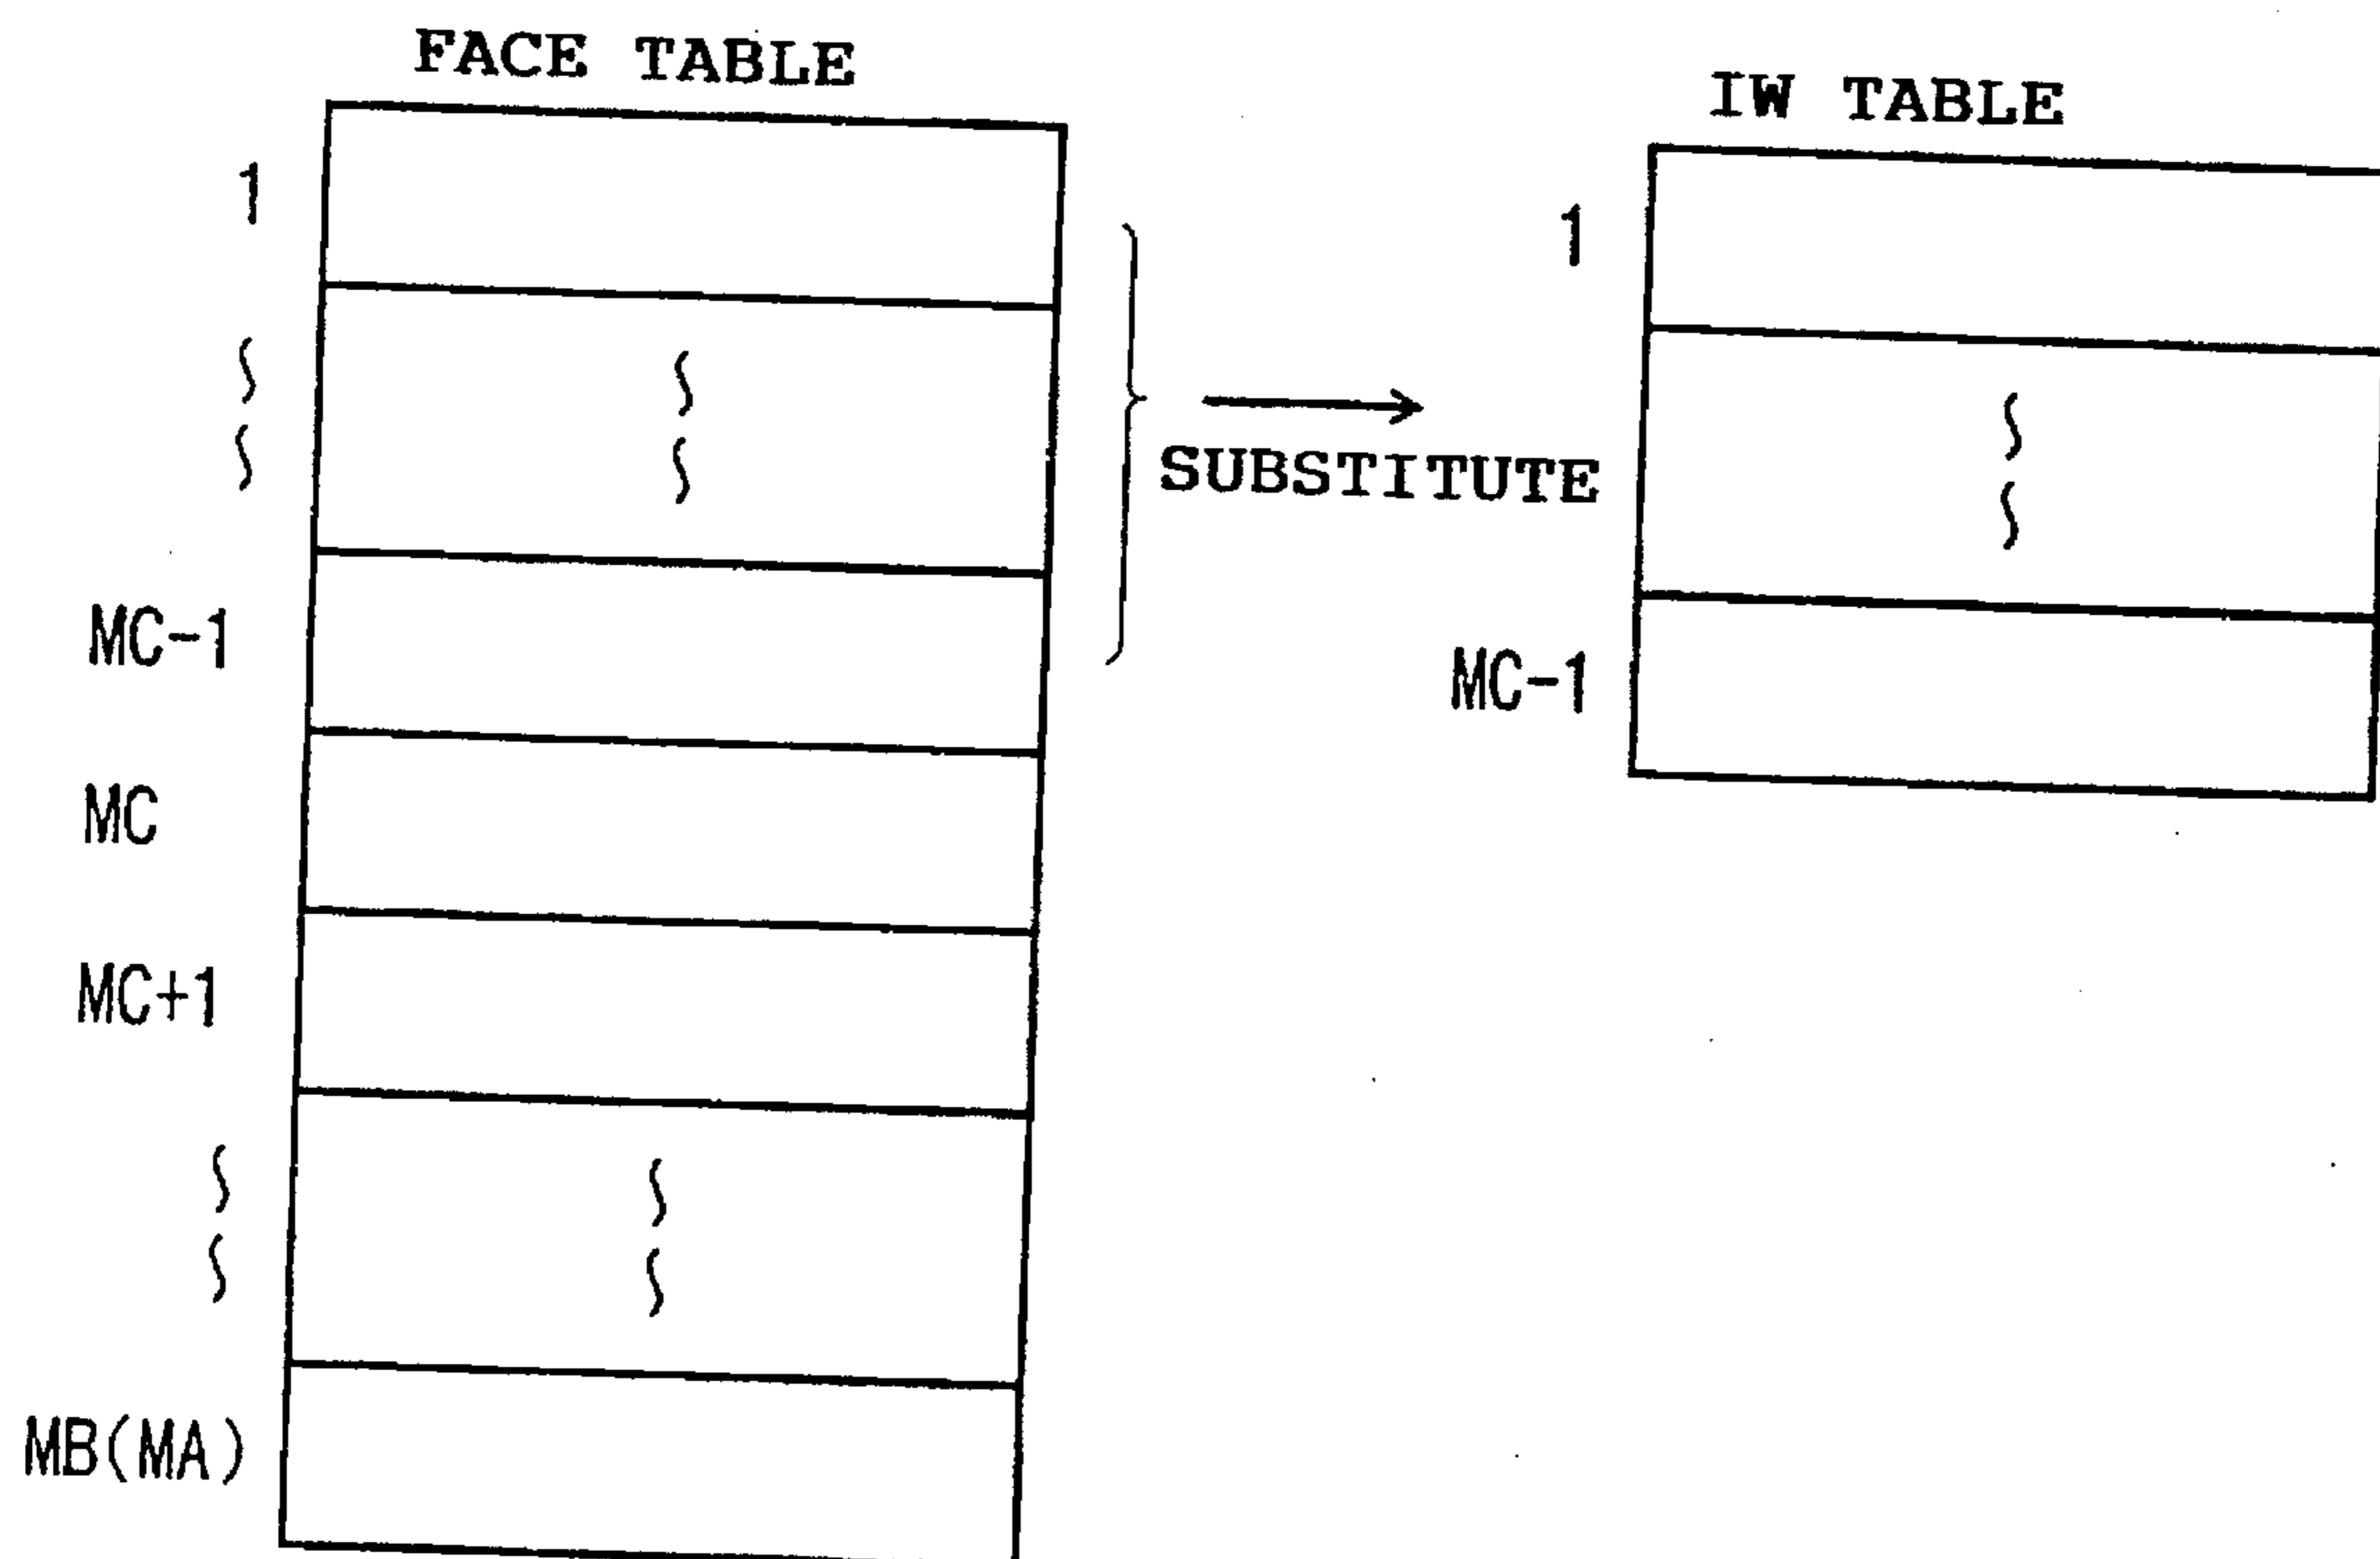 FACE TABLE
1
MC-1
MC
MC+1
MB(MA)
SUBSTITUTE
IW TABLE
1
MC-1